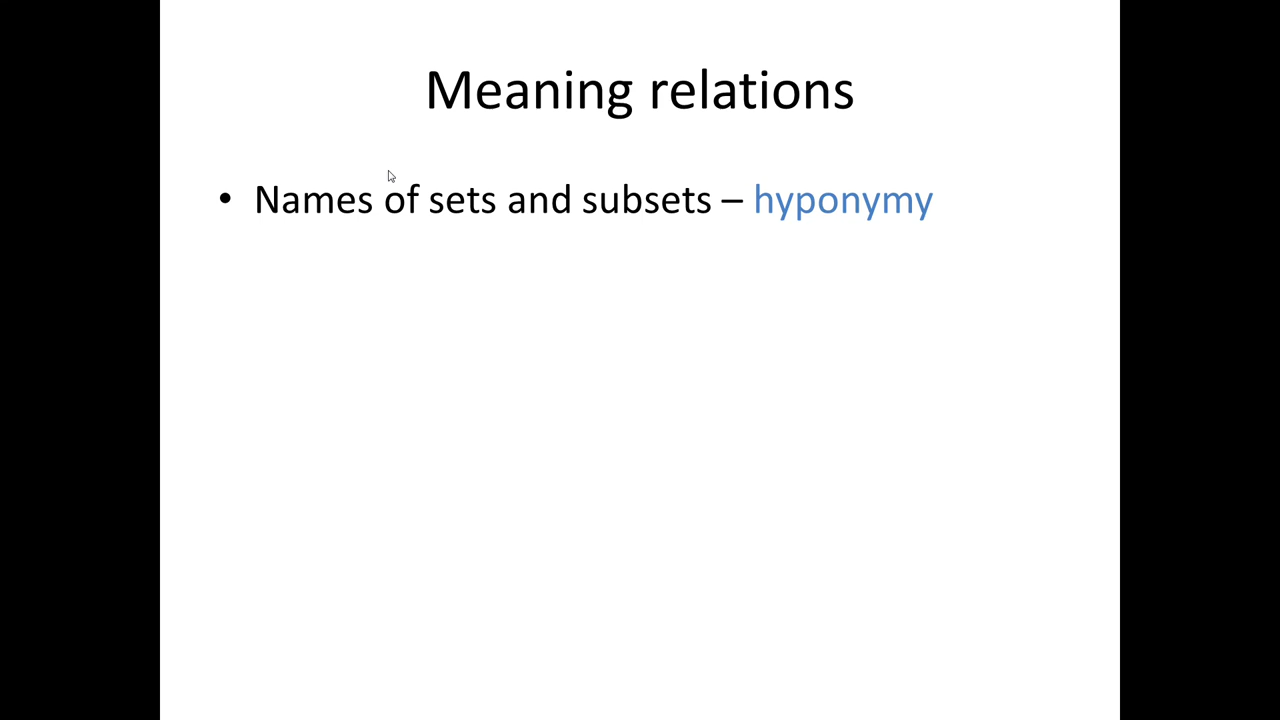 Meaning relations
• Names of sets and subsets – hyponymy